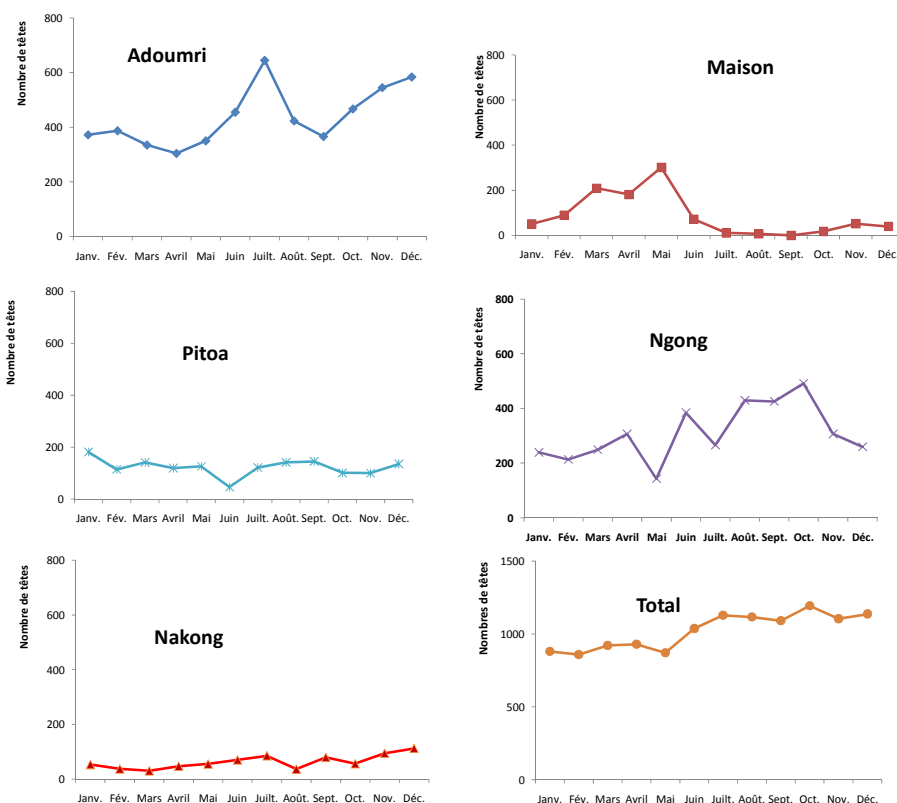 Adoumri
Nombre de têtes
800
600
400
200
0
Janv. Fév. Mars Avril Mai Juin Juilt. Août. Sept. Oct. Nov. Déc.
Maison
Nombre de têtes
800
600
400
200
0
Janv. Fév. Mars Avril Mai Juin Juilt. Août. Sept. Oct. Nov. Déc.
Pitoa
Nombre de têtes
800
600
400
200
0
Janv. Fév. Mars Avril Mai Juin Juilt. Août. Sept. Oct. Nov. Déc.
Ngong
Nombre de têtes
800
600
400
200
0
Janv. Fév. Mars Avril Mai Juin Juilt. Août. Sept. Oct. Nov. Déc.
Nakong
Nombre de têtes
800
600
400
200
0
Janv. Fév. Mars Avril Mai Juin Juilt. Août. Sept. Oct. Nov. Déc.
Total
Nombres de têtes
1500
1000
500
0
Janv. Fév. Mars Avril Mai Juin Juilt. Août. Sept. Oct. Nov. Déc.